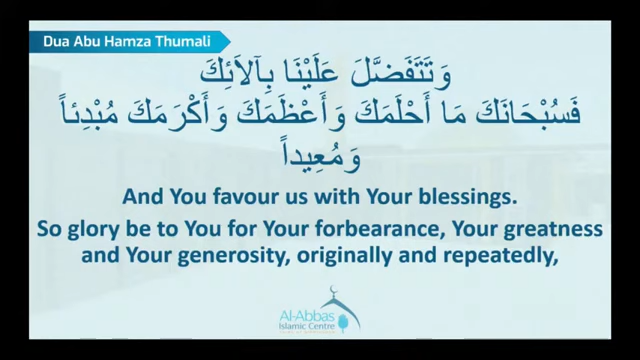 Dua Abu Hamza Thumali
وَتَتَفَضَّلَ عَلَيْنَا بِآلَائِكَ
فَسُبْحَانَكَ مَا أَحْلَمَكَ وَأَعْظَمَكَ وَأَكْرَمَكَ مُبْدِئاً
وَمُعِيداً
And You favour us with Your blessings.
So glory be to You for Your forbearance, Your greatness
and Your generosity, originally and repeatedly,
Al-Abbas
Islamic Centre